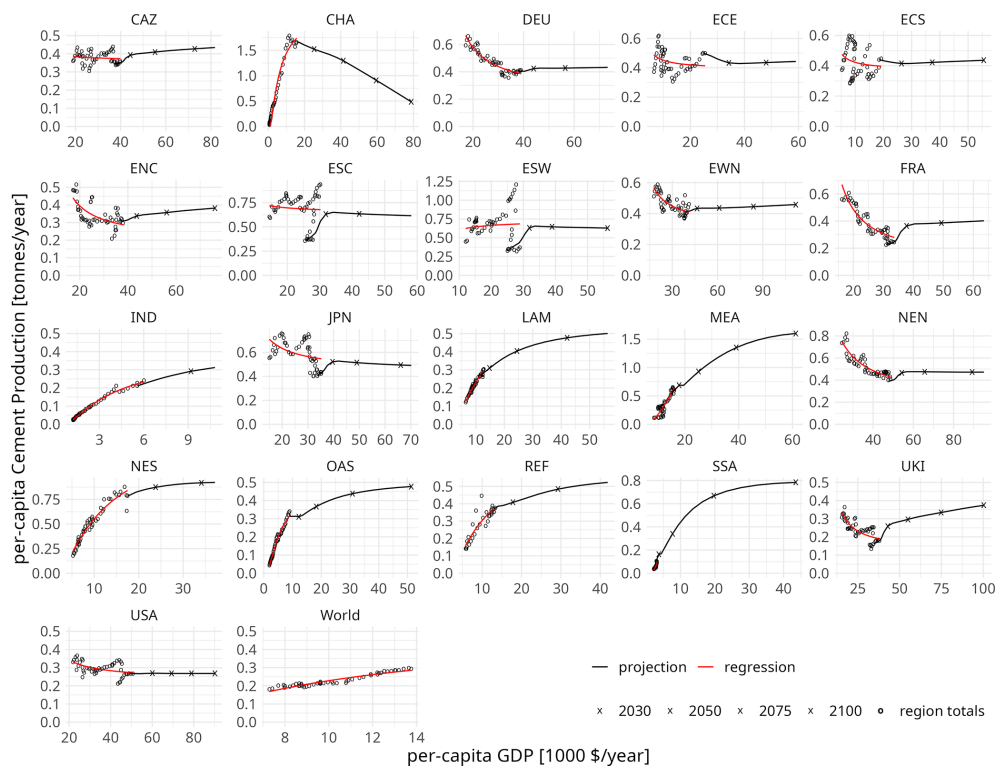 CAZ CHA DEU ECE ECS
0.5 0.4 0.3 0.2 0.1 0.0
1.5 1.0 0.5 0.0
0.6 0.4 0.2 0.0
0.6 0.4 0.2 0.0
0.6 0.4 0.2 0.0
20 40 60 80 0 20 40 60 80 20 30 40 50 60 70 20 40 60 10 20 30 40 50
ENC ESC ESW EWN FRA
0.5 0.4 0.3 0.2 0.1 0.0
0.75 0.50 0.25 0.00
1.25 1.00 0.75 0.50 0.25 0.00
0.6 0.4 0.2 0.0
0.6 0.4 0.2 0.0
20 40 60 20 30 40 50 60 10 20 30 40 50 30 60 90 20 40 60
IND JPN LAM MEA NEN
0.5 0.4 0.3 0.2 0.1 0.0
0.6 0.4 0.2 0.0
0.5 0.4 0.3 0.2 0.1 0.0
1.5 1.0 0.5 0.0
0.8 0.6 0.4 0.2 0.0
3 6 9 20 30 40 50 60 70 10 20 30 40 50 20 40 60 40 60 80
NES OAS REF SSA UKI
0.75 0.50 0.25 0.00
0.5 0.4 0.3 0.2 0.1 0.0
0.5 0.4 0.3 0.2 0.1 0.0
0.8 0.6 0.4 0.2 0.0
0.5 0.4 0.3 0.2 0.1 0.0
10 20 30 0 10 20 30 40 50 10 20 30 40 10 20 30 40 25 50 75 100
USA World
0.5 0.4 0.3 0.2 0.1 0.0
0.5 0.4 0.3 0.2 0.1 0.0
20 40 60 80 8 10 12 14
per-capita Cement Production [tonnes/year]
per-capita GDP [1000 $/year]
projection regression
x 2030 x 2050 x 2075 x 2100 o region totals